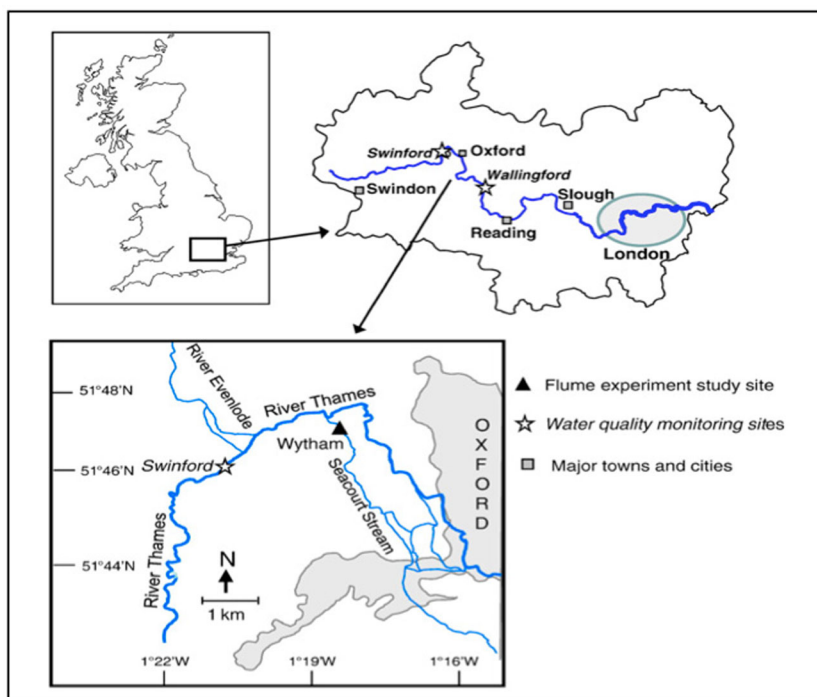 Swinford
Oxford
Wallingford
Swindon
Slough
Reading
London
River Evenlode
51°48'N
River Thames
OXFORD
Wytham
51°46'N
Swinford
Seacourt Stream
51°44'N
River Thames
N
1 km
1°22'W
1°19'W
1°16'W
Flume experiment study site
Water quality monitoring sites
Major towns and cities